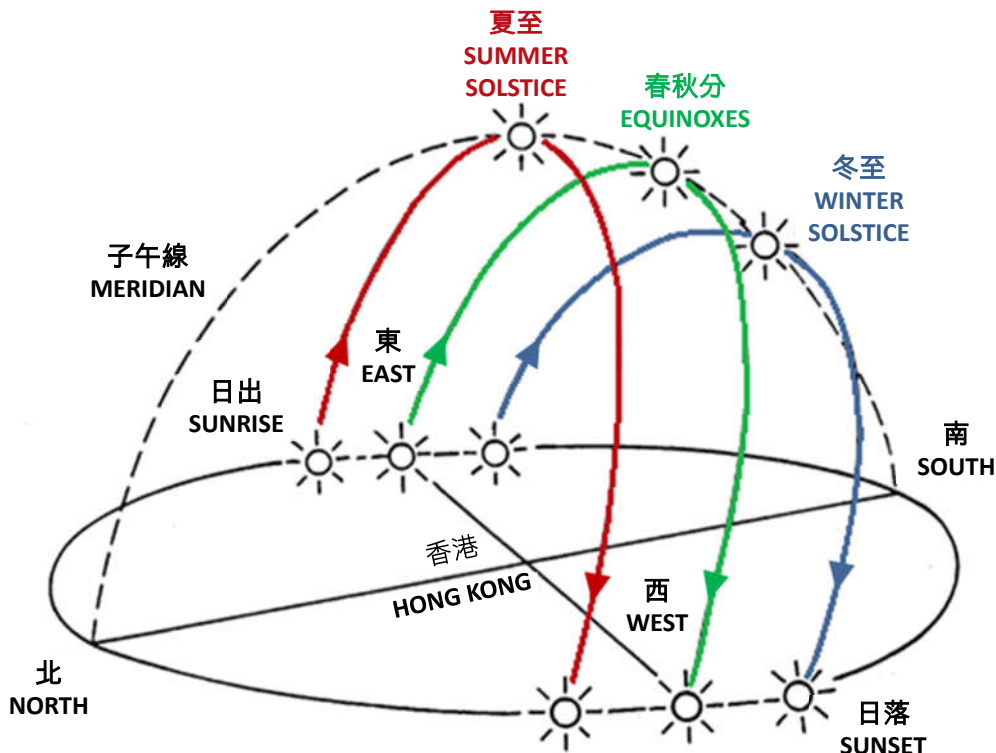 夏至
SUMMER
SOLSTICE
春秋分
EQUINOXES
冬至
WINTER
SOLSTICE
子午線
MERIDIAN
東
EAST
日出
SUNRISE
南
SOUTH
香港
HONG KONG
西
WEST
北
NORTH
日落
SUNSET